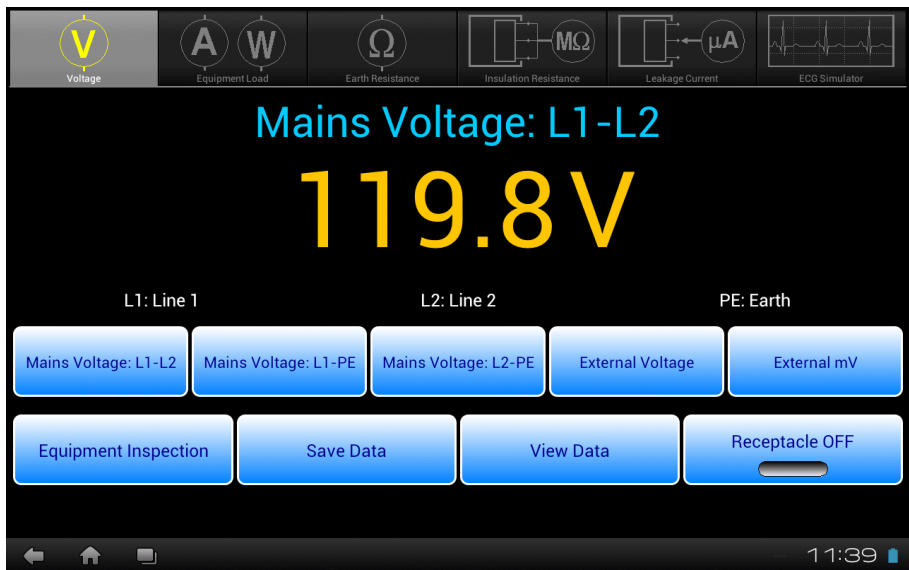 V A W Ω MΩ μA
Voltage Equipment Load Earth Resistance Insulation Resistance Leakage Current ECG Simulator
Mains Voltage: L1-L2
119.8 V
L1: Line 1 L2: Line 2 PE: Earth
Mains Voltage: L1-L2 Mains Voltage: L1-PE Mains Voltage: L2-PE External Voltage External mV
Equipment Inspection Save Data View Data Receptacle OFF
11:39